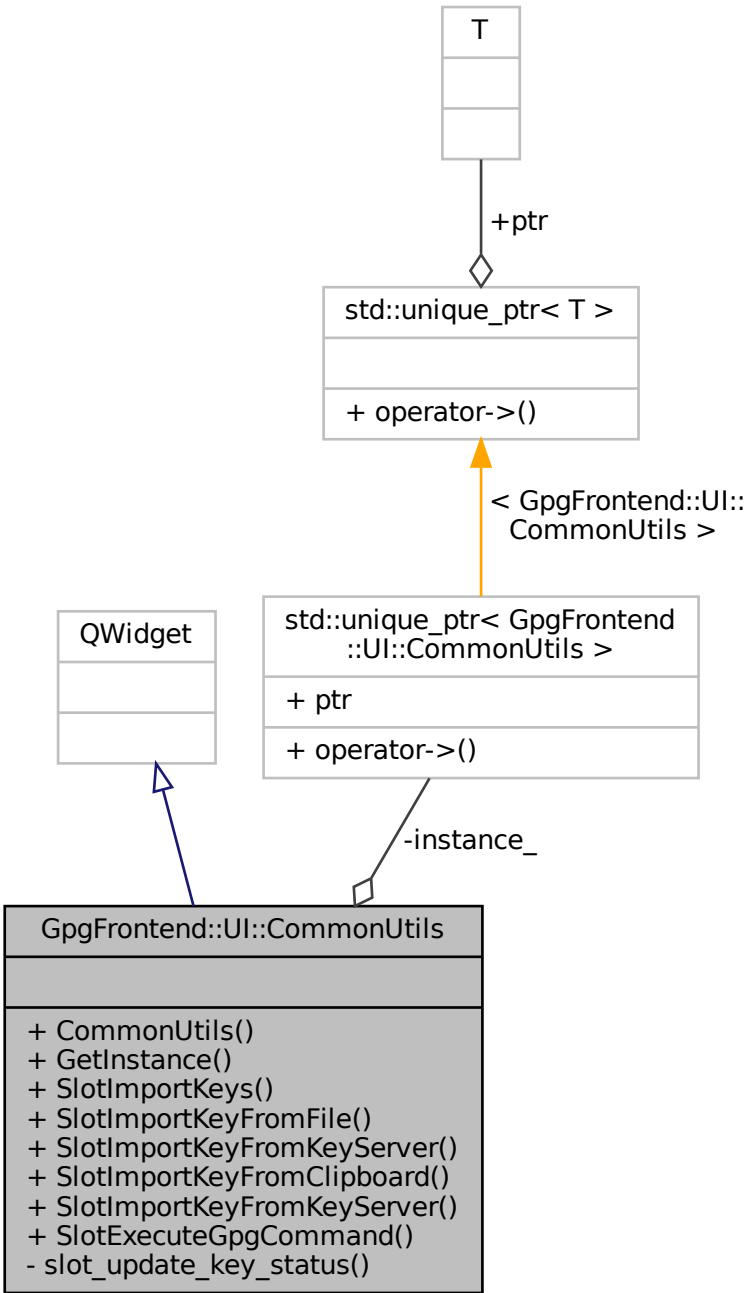 T
+ptr
std::unique_ptr< T >
+ operator->()
< GpgFrontend::UI::
CommonUtils >
QWidget
std::unique_ptr< GpgFrontend
::UI::CommonUtils >
+ ptr
+ operator->()
-instance_
GpgFrontend::UI::CommonUtils
+ CommonUtils()
+ GetInstance()
+ SlotImportKeys()
+ SlotImportKeyFromFile()
+ SlotImportKeyFromKeyServer()
+ SlotImportKeyFromClipboard()
+ SlotImportKeyFromKeyServer()
+ SlotExecuteGpgCommand()
- slot_update_key_status()